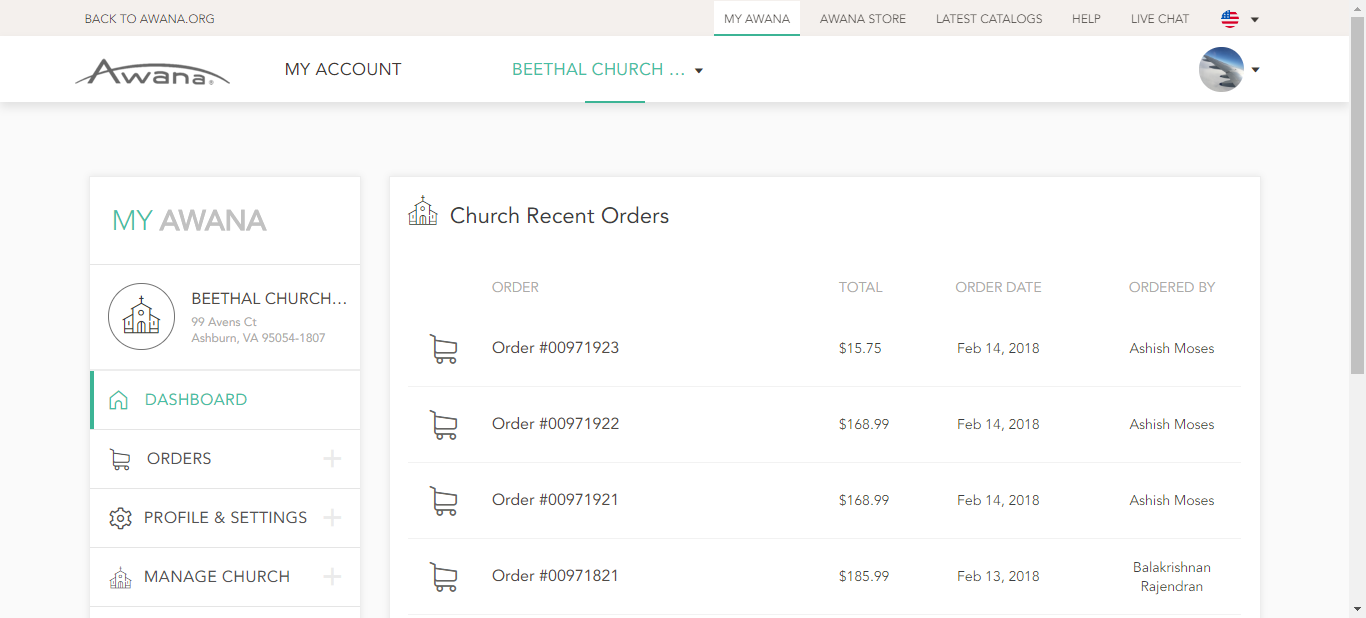 BACK TO AWANA.ORG
MY AWANA
AWANA STORE
LATEST CATALOGS
HELP
LIVE CHAT
Awana®
MY ACCOUNT
BEETHAL CHURCH ...
MY AWANA
BEETHAL CHURCH...
99 Avens Ct
Ashburn, VA 95054-1807
DASHBOARD
ORDERS
PROFILE & SETTINGS
MANAGE CHURCH
Church Recent Orders
ORDER TOTAL ORDER DATE ORDERED BY
Order #00971923 $15.75 Feb 14, 2018 Ashish Moses
Order #00971922 $168.99 Feb 14, 2018 Ashish Moses
Order #00971921 $168.99 Feb 14, 2018 Ashish Moses
Order #00971821 $185.99 Feb 13, 2018 Balakrishnan
Rajendran